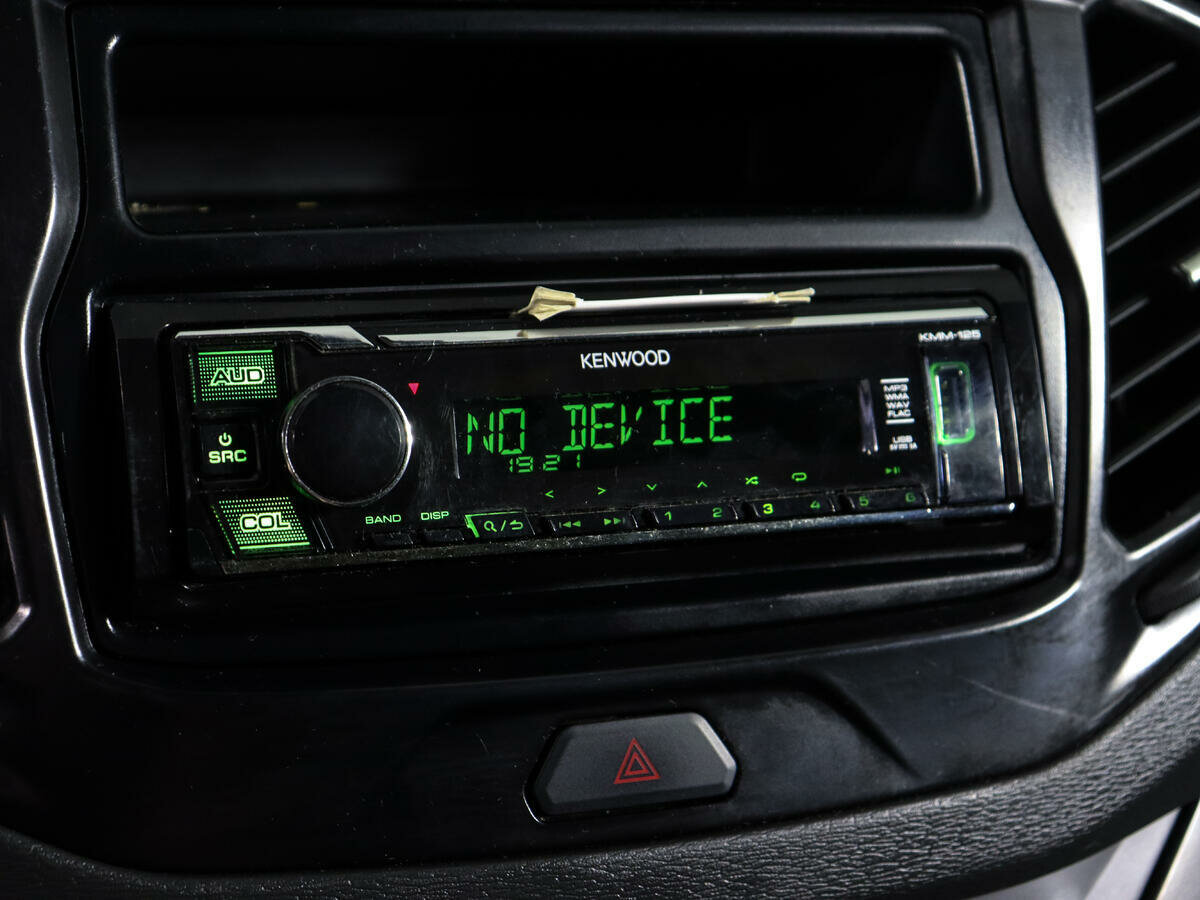 KENWOOD
KMM-125
AUD
MP3
WMA
WAV
FLAC
NO DEVICE
SRC
USB
13:21
COL
BAND
DISP
1
2
3
4
5
6